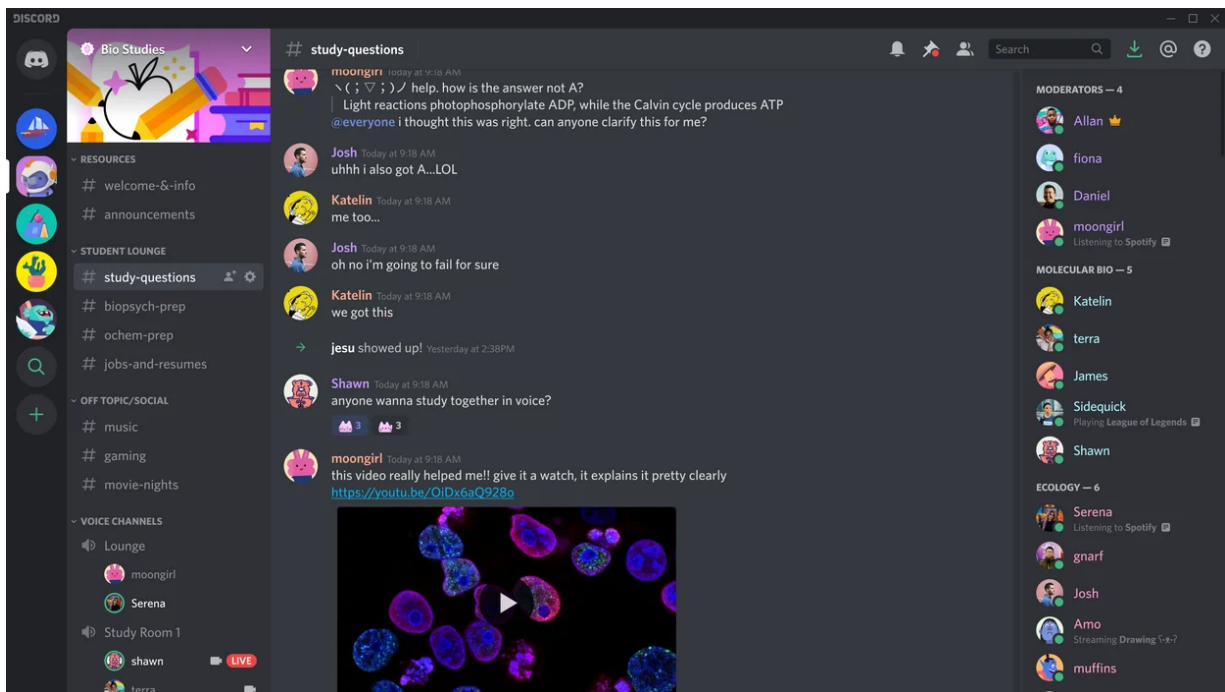 DISCORD
Bio Studies
RESOURCES
# welcome-&-info
# announcements
STUDENT LOUNGE
# study-questions
# biopsych-prep
# ochem-prep
# jobs-and-resumes
OFF TOPIC/SOCIAL
# music
# gaming
# movie-nights
VOICE CHANNELS
Lounge
moongirl
Serena
Study Room 1
shawn LIVE
terra
# study-questions
Search
moongirl Today at 9:18 AM
ヽ(；▽；)ノ help. how is the answer not A?
Light reactions photophosphorylate ADP, while the Calvin cycle produces ATP
@everyone i thought this was right. can anyone clarify this for me?
Josh Today at 9:18 AM
uhhh i also got A...LOL
Katelin Today at 9:18 AM
me too...
Josh Today at 9:18 AM
oh no i'm going to fail for sure
Katelin Today at 9:18 AM
we got this
jesu showed up! Yesterday at 2:38PM
Shawn Today at 9:18 AM
anyone wanna study together in voice?
3 3
moongirl Today at 9:18 AM
this video really helped me!! give it a watch, it explains it pretty clearly
https://youtu.be/OiDx6aQ928o
MODERATORS — 4
Allan
fiona
Daniel
moongirl
Listening to Spotify
MOLECULAR BIO — 5
Katelin
terra
James
Sidequick
Playing League of Legends
Shawn
ECOLOGY — 6
Serena
Listening to Spotify
gnarf
Josh
Amo
Streaming Drawing
muffins